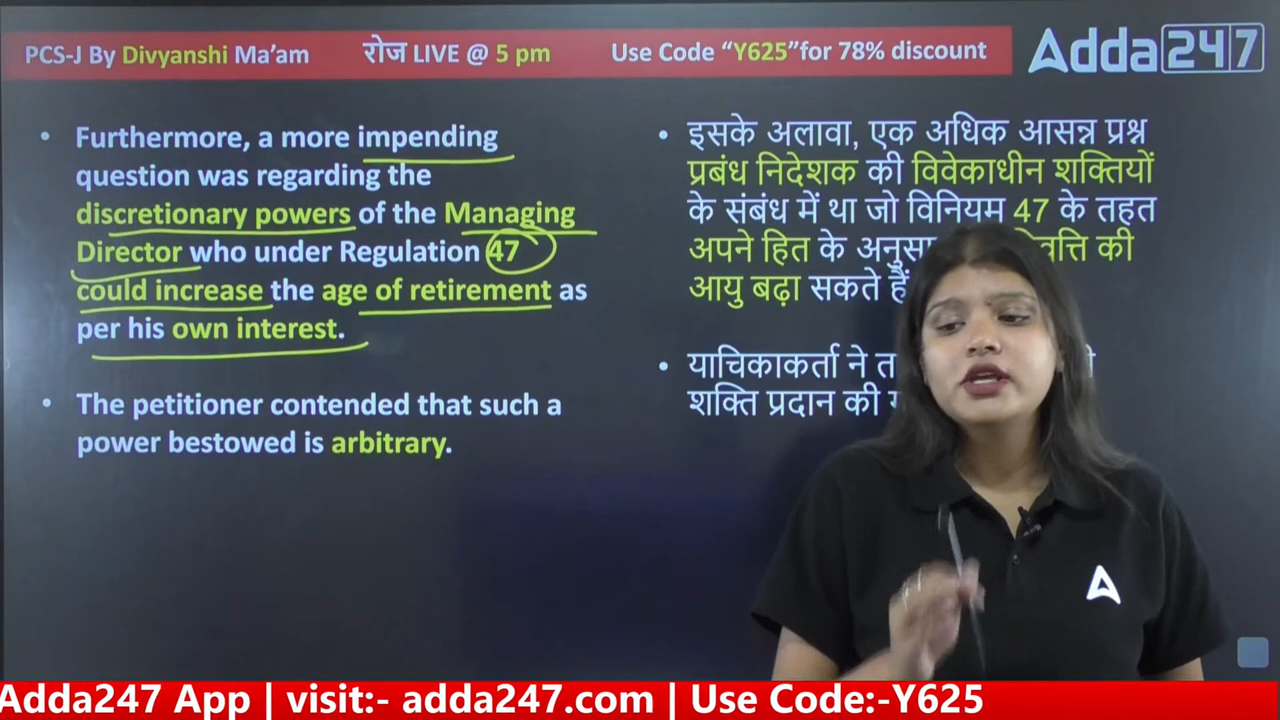 PCS-J By Divyanshi Ma'am रोज LIVE @ 5 pm Use Code “Y625”for 78% discount
Adda247
• Furthermore, a more impending
question was regarding the
discretionary powers of the Managing
Director who under Regulation 47
could increase the age of retirement as
per his own interest.
• The petitioner contended that such a
power bestowed is arbitrary.
• इसके अलावा, एक अधिक आसन्न प्रश्न
प्रबंध निदेशक की विवेकाधीन शक्तियों
के संबंध में था जो विनियम 47 के तहत
अपने हित के की
आयु बढ़ा सकते हैं
• याचिकाकर्ता ने
शक्ति प्रदान की
Adda247 App | visit:- adda247.com | Use Code:-Y625